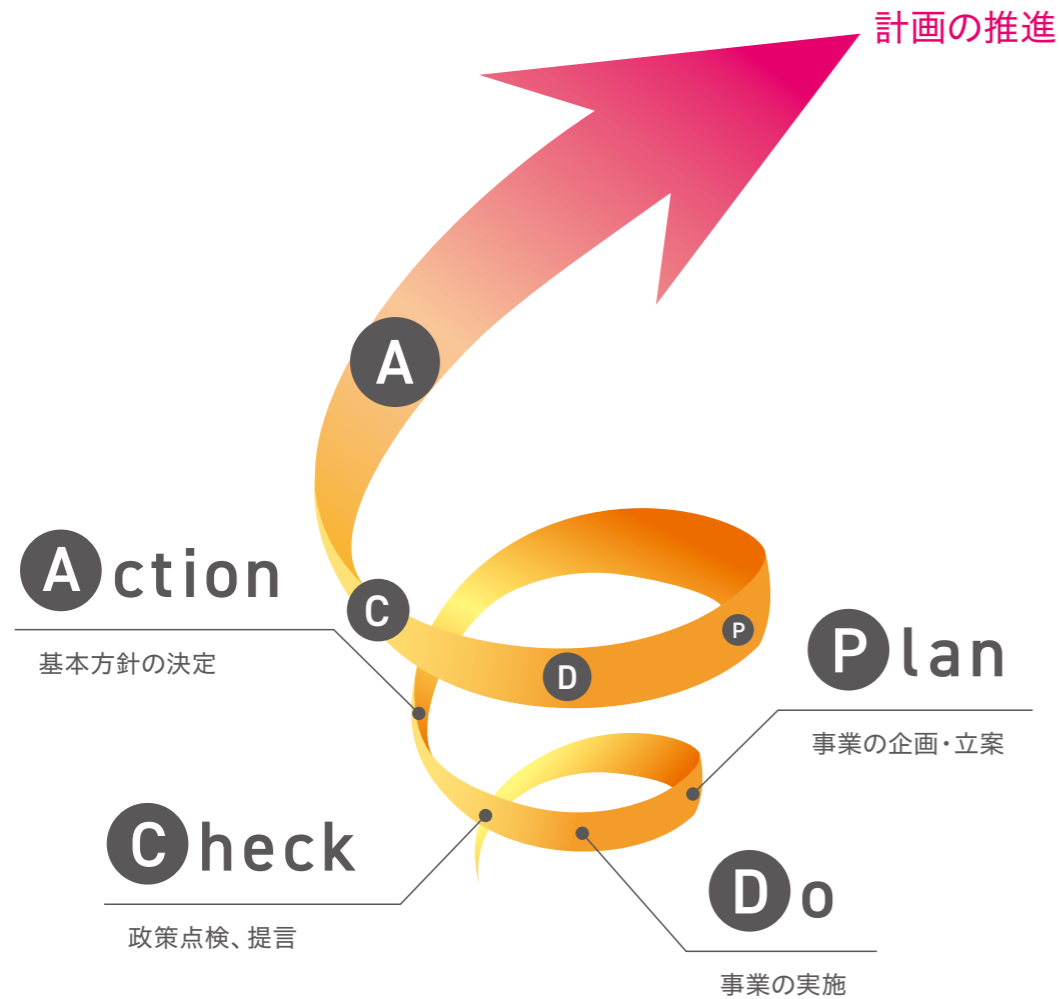 計画の推進
A
Action
基本方針の決定
C
P
D
Plan
事業の企画・立案
Check
政策点検、提言
Do
事業の実施